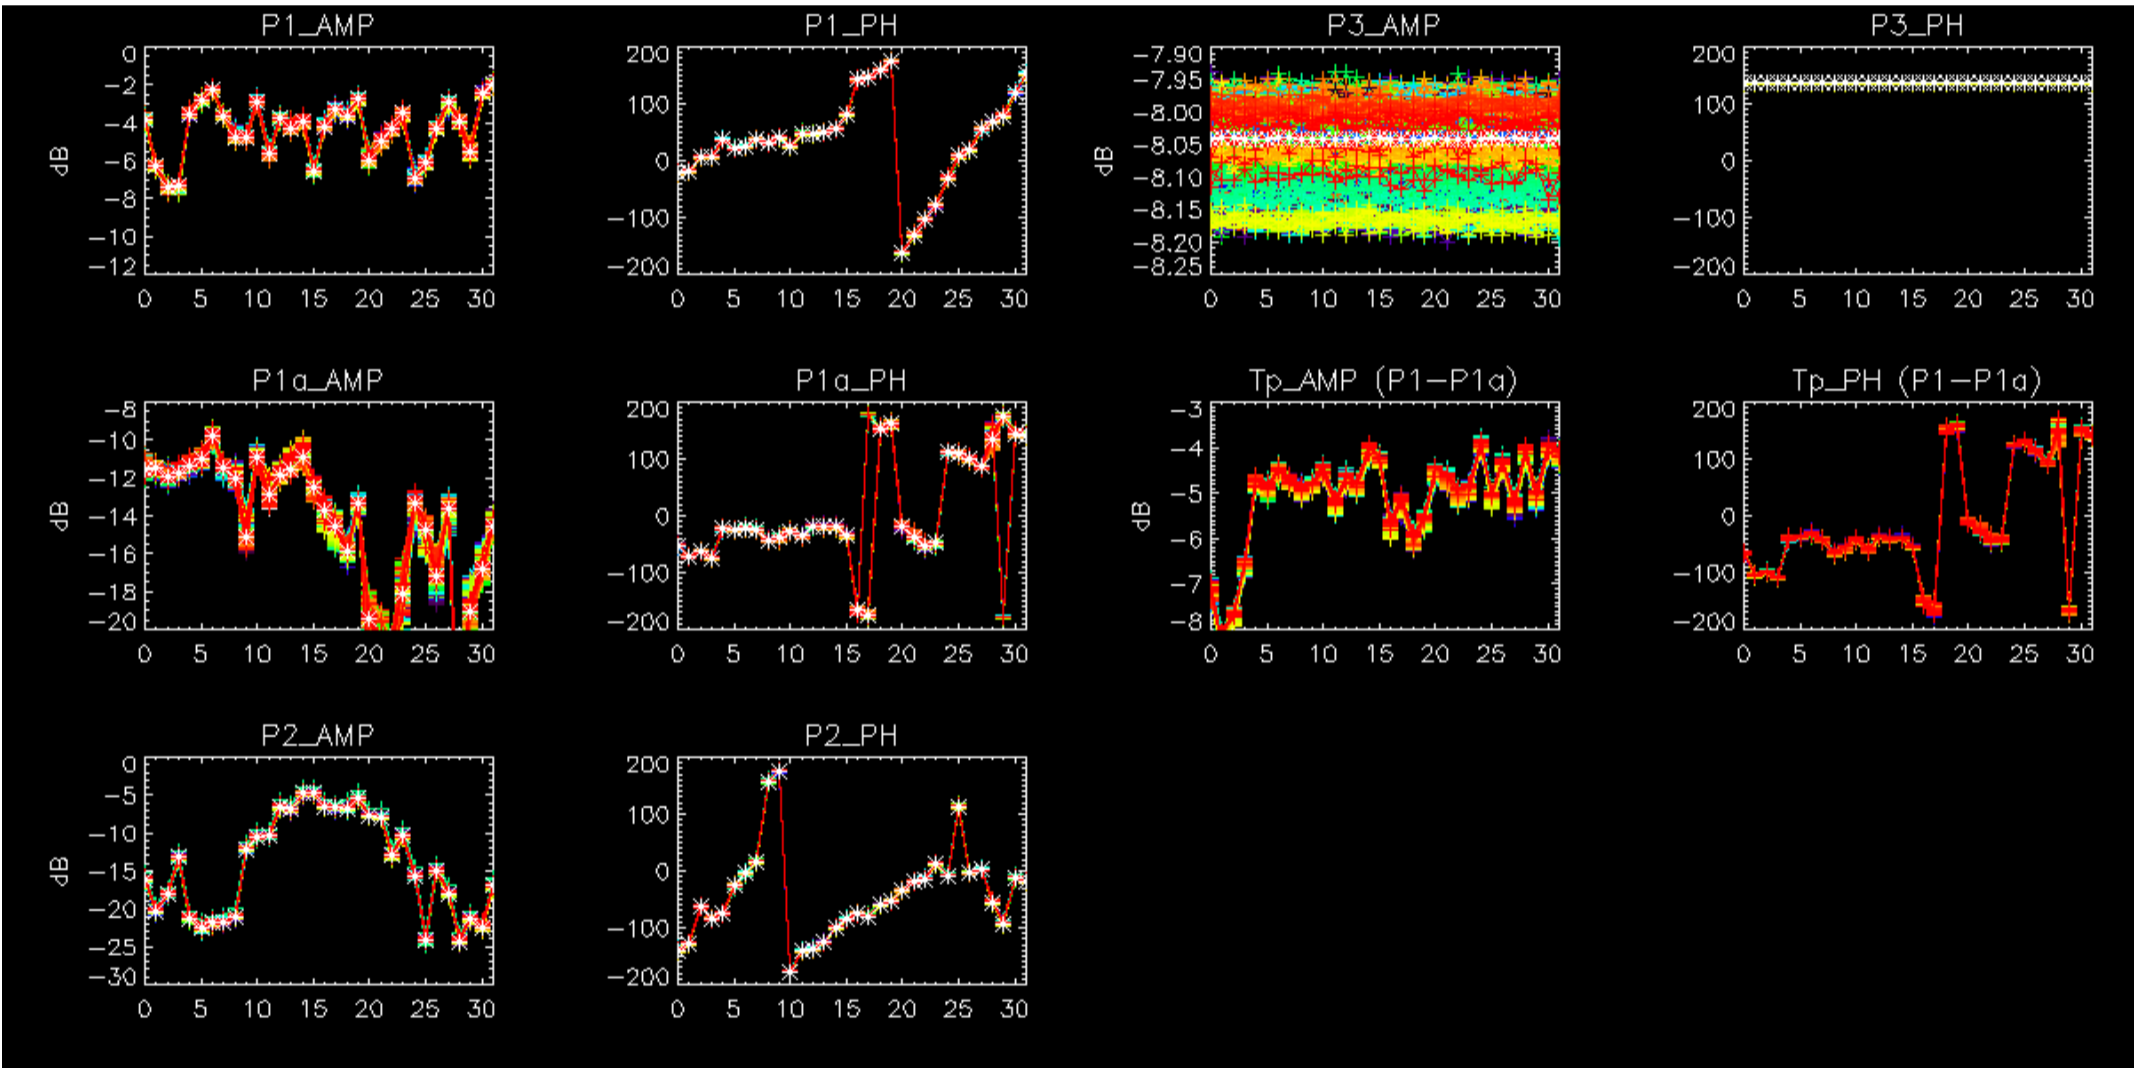 P1_AMP
P1_PH
P3_AMP
P3_PH
0
−2
−4
−6
−8
−10
−12
dB
0 5 10 15 20 25 30
200
100
0
−100
−200
0 5 10 15 20 25 30
−7.90
−7.95
−8.00
−8.05
−8.10
−8.15
−8.20
−8.25
dB
0 5 10 15 20 25 30
200
100
0
−100
−200
0 5 10 15 20 25 30
P1a_AMP
P1a_PH
Tp_AMP (P1−P1a)
Tp_PH (P1−P1a)
−8
−10
−12
−14
−16
−18
−20
dB
0 5 10 15 20 25 30
200
100
0
−100
−200
0 5 10 15 20 25 30
−3
−4
−5
−6
−7
−8
dB
0 5 10 15 20 25 30
200
100
0
−100
−200
0 5 10 15 20 25 30
P2_AMP
P2_PH
0
−5
−10
−15
−20
−25
−30
dB
0 5 10 15 20 25 30
200
100
0
−100
−200
0 5 10 15 20 25 30